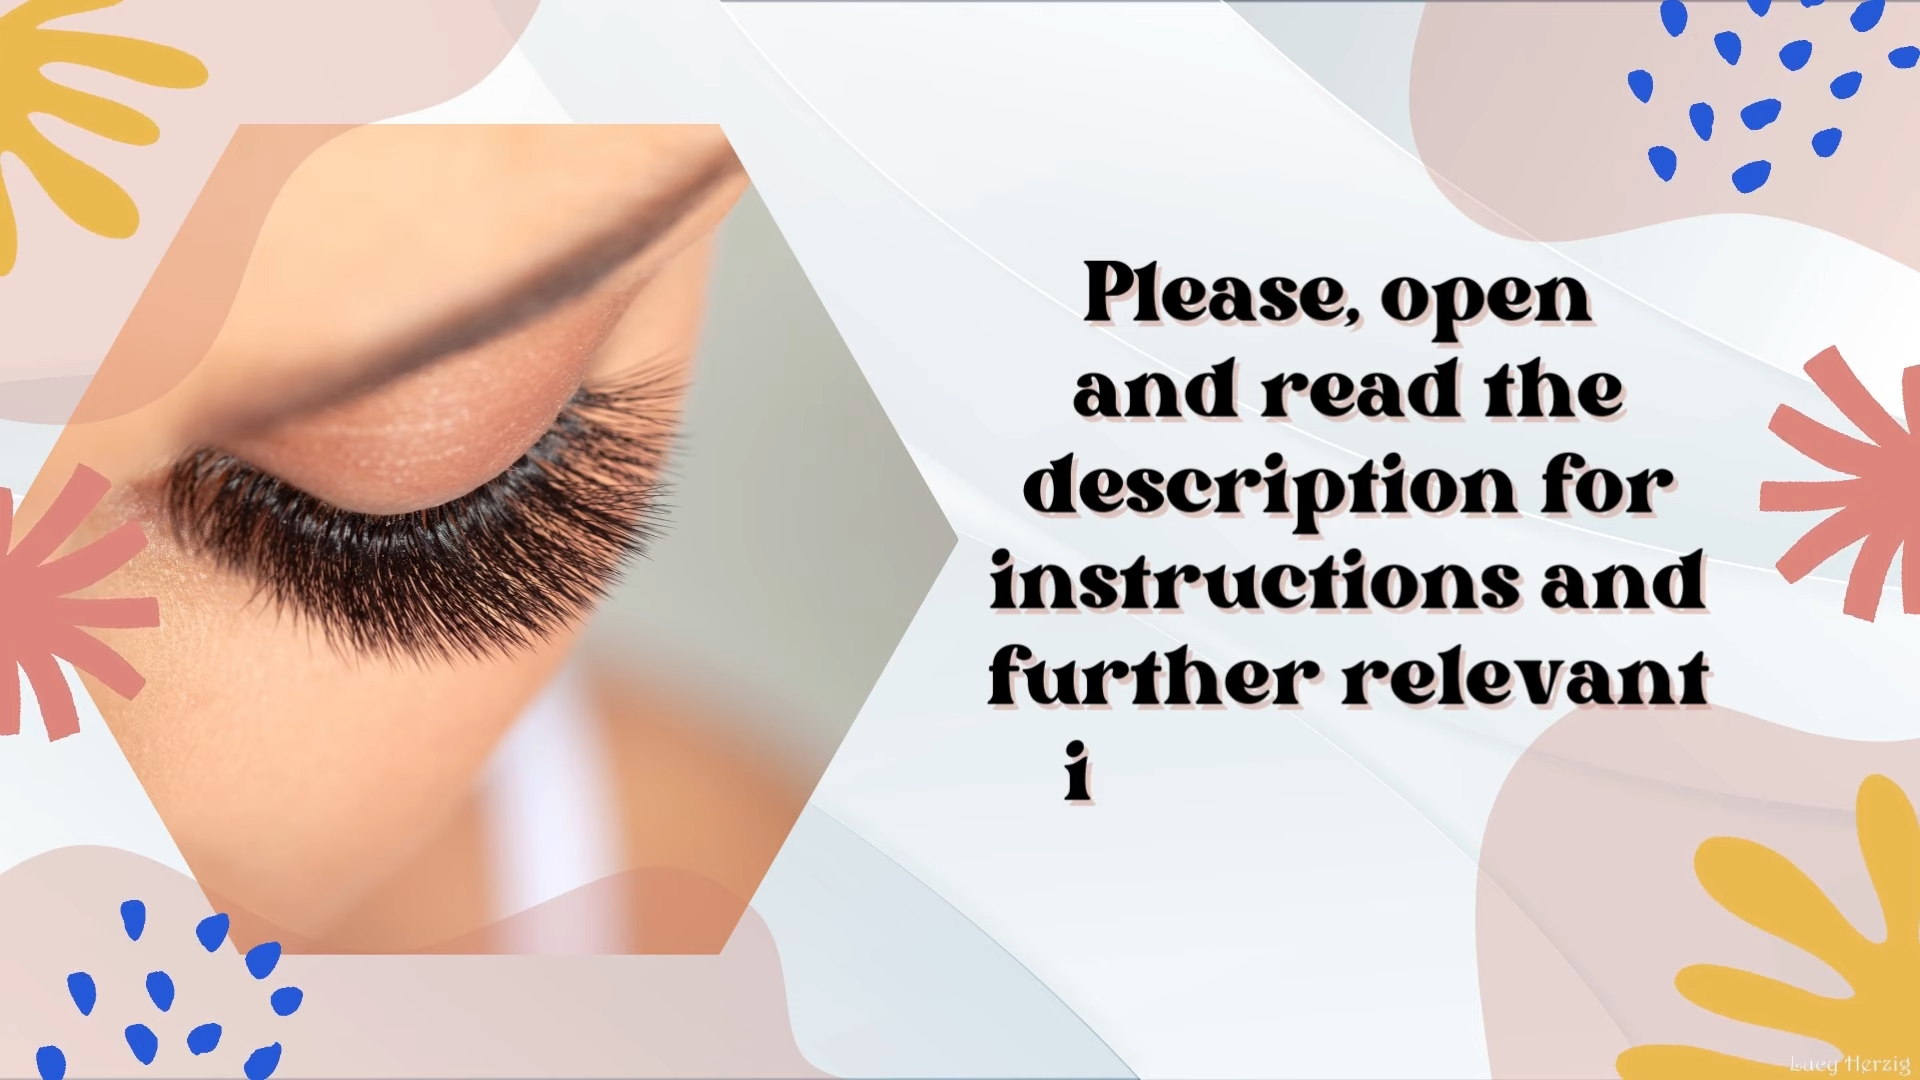 Please, open
and read the
description for
instructions and
further relevant
i
Lucy Herzig